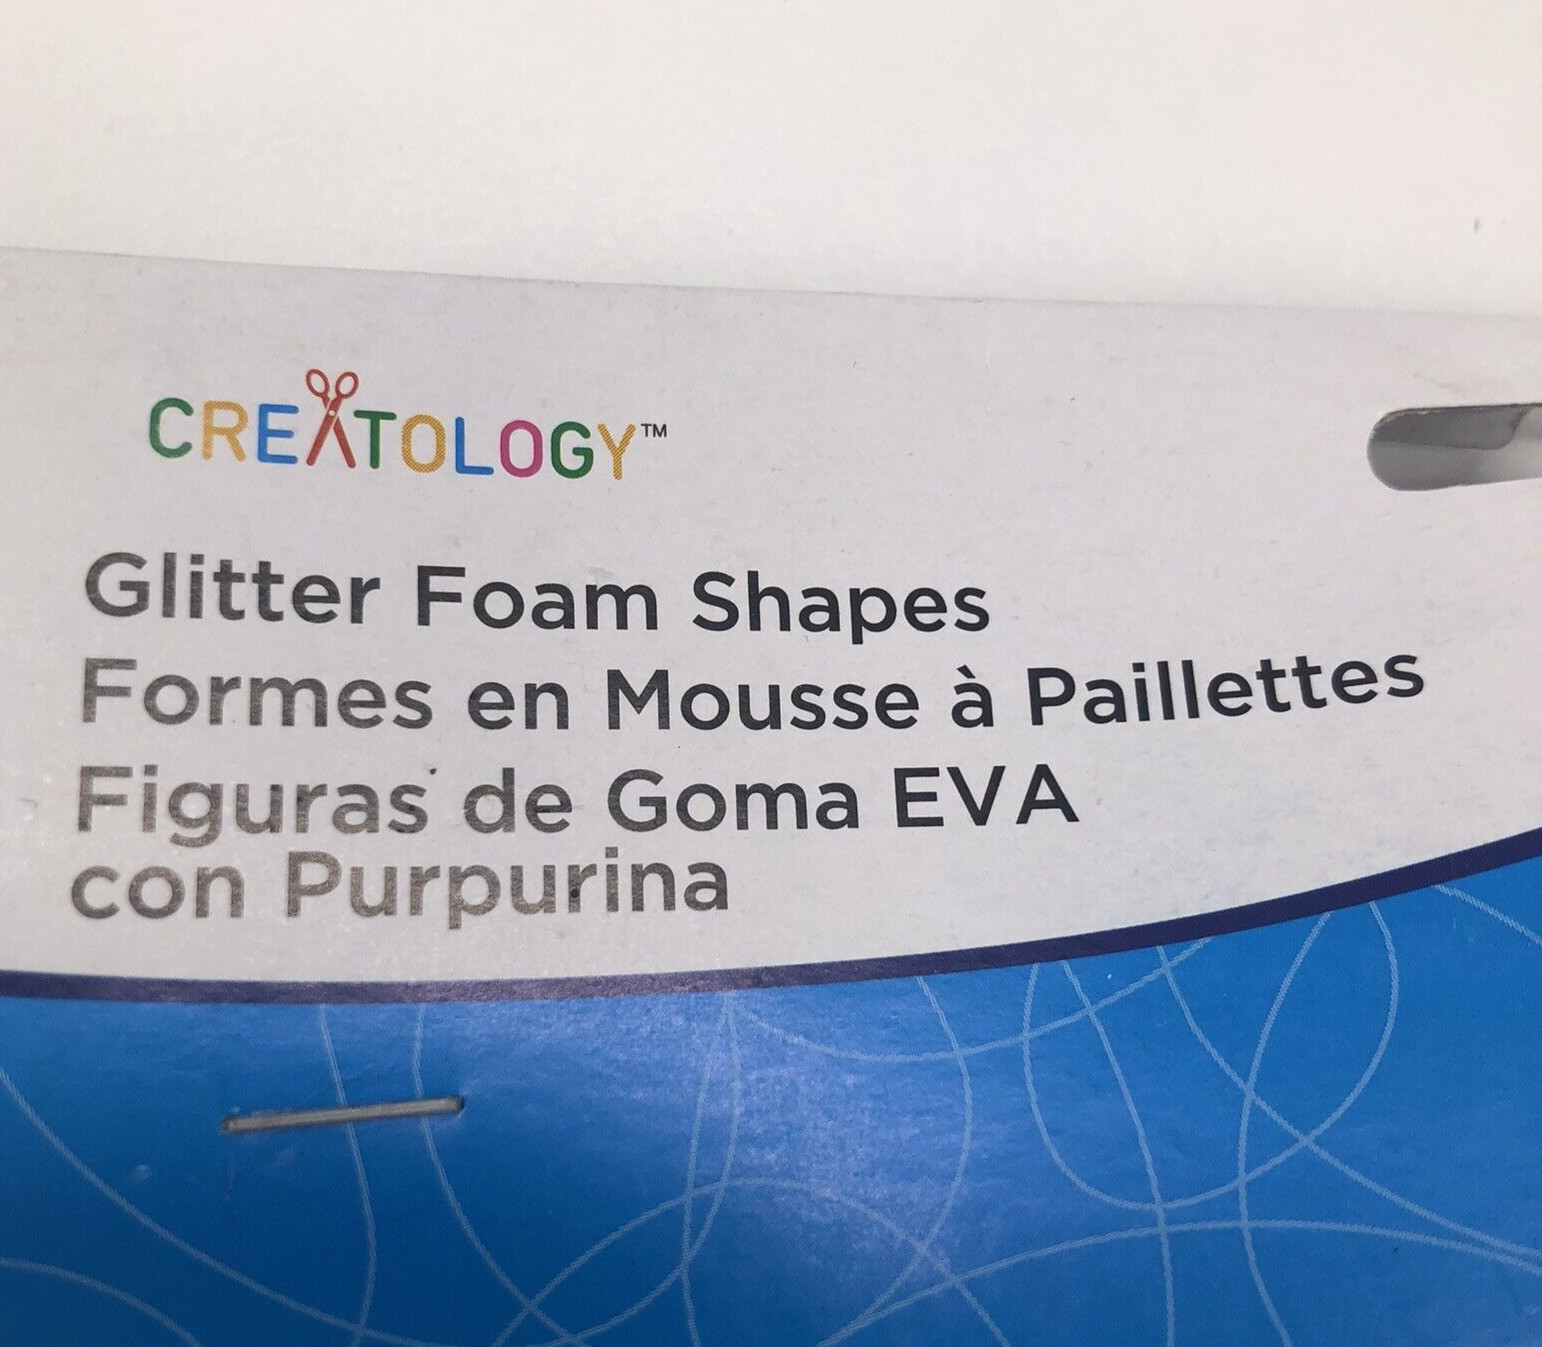 CREATOLOGY™
Glitter Foam Shapes
Formes en Mousse à Paillettes
Figuras de Goma EVA
con Purpurina